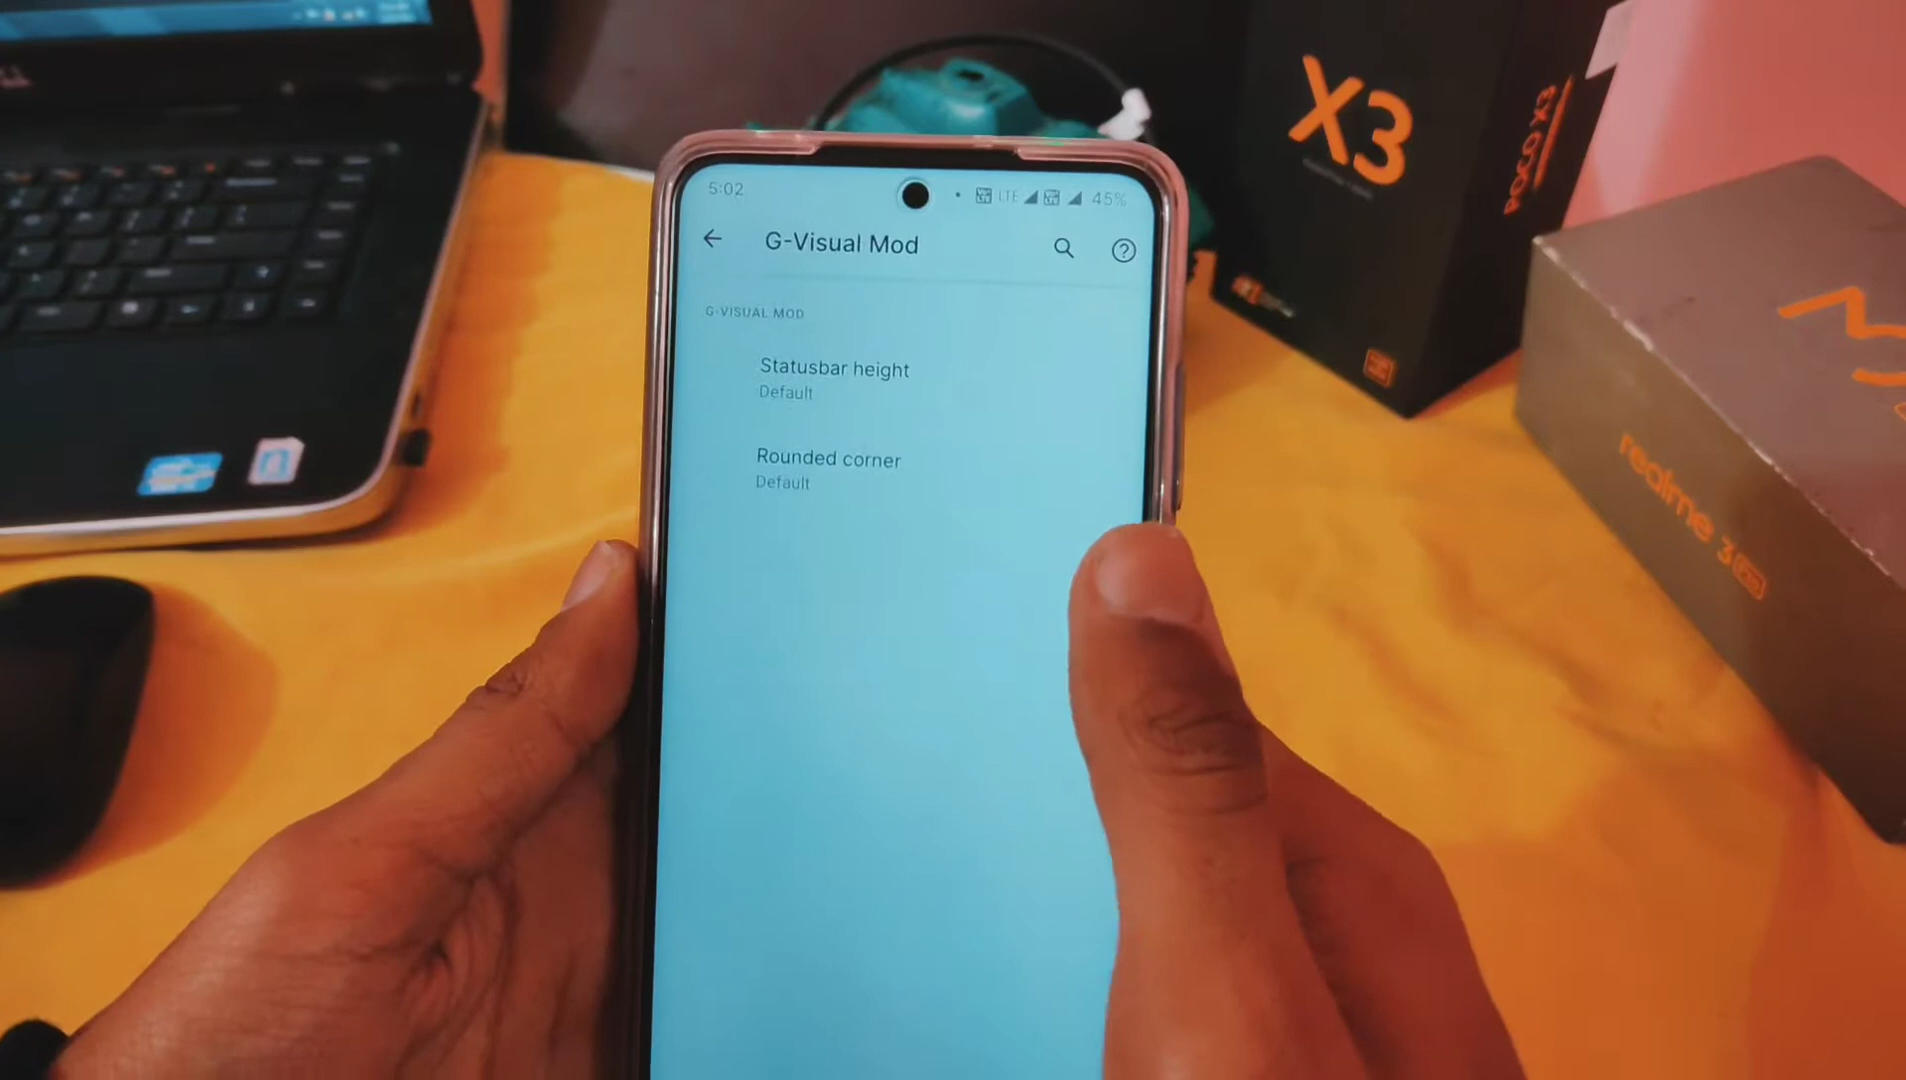 5:02
LTE
45%
G-Visual Mod
G-VISUAL MOD
Statusbar height
Default
Rounded corner
Default
X3
POCO X3
realme 3 PRO